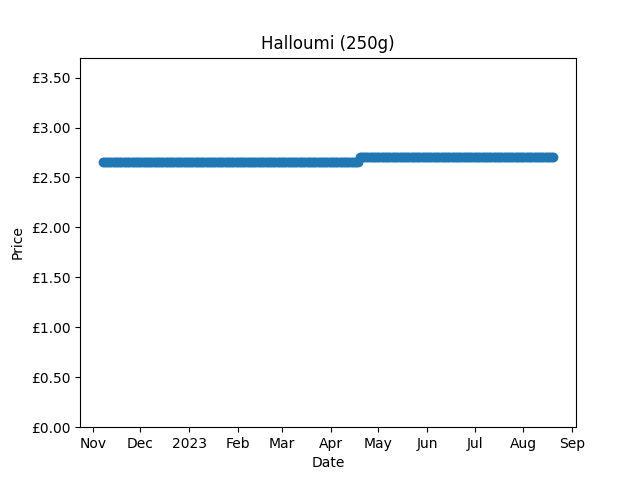 Halloumi (250g)
£3.50
£3.00
£2.50
£2.00
£1.50
£1.00
£0.50
£0.00
Price
Nov Dec 2023 Feb Mar Apr May Jun Jul Aug Sep
Date